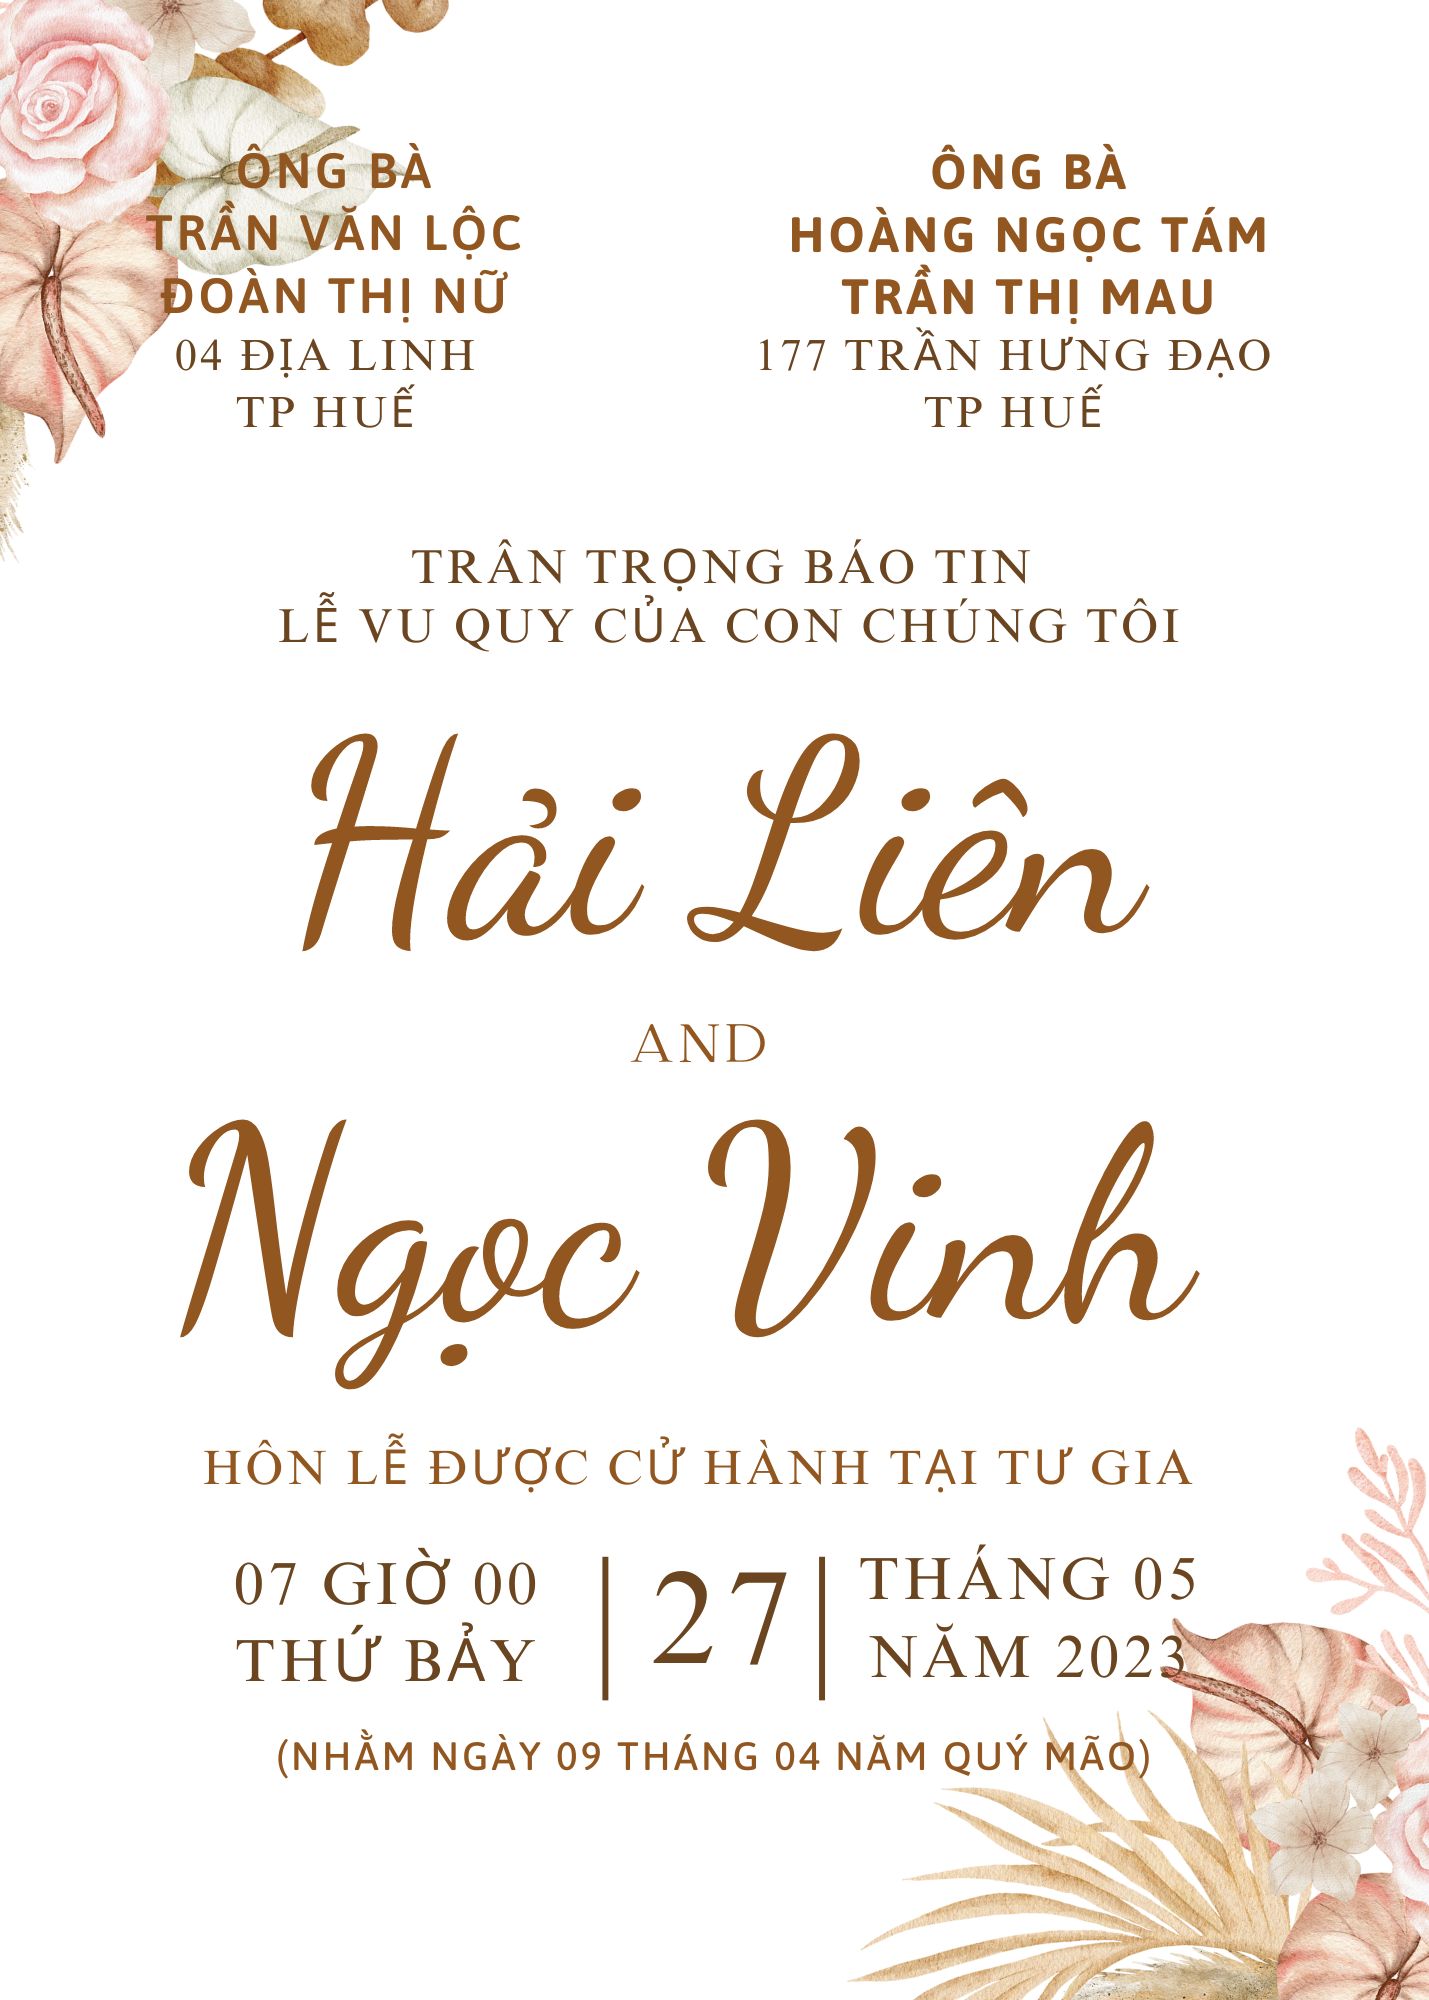 ÔNG BÀ
TRẦN VĂN LỘC
ĐOÀN THỊ NỮ
04 ĐỊA LINH
TP HUẾ
ÔNG BÀ
HOÀNG NGỌC TÁM
TRẦN THỊ MAU
177 TRẦN HƯNG ĐẠO
TP HUẾ
TRÂN TRỌNG BÁO TIN
LỄ VU QUY CỦA CON CHÚNG TÔI
Hải Liên
AND
Ngọc Vinh
HÔN LỄ ĐƯỢC CỬ HÀNH TẠI TƯ GIA
07 GIỜ 00
THỨ BẢY
27
THÁNG 05
NĂM 2023
(NHẰM NGÀY 09 THÁNG 04 NĂM QUÝ MÃO)